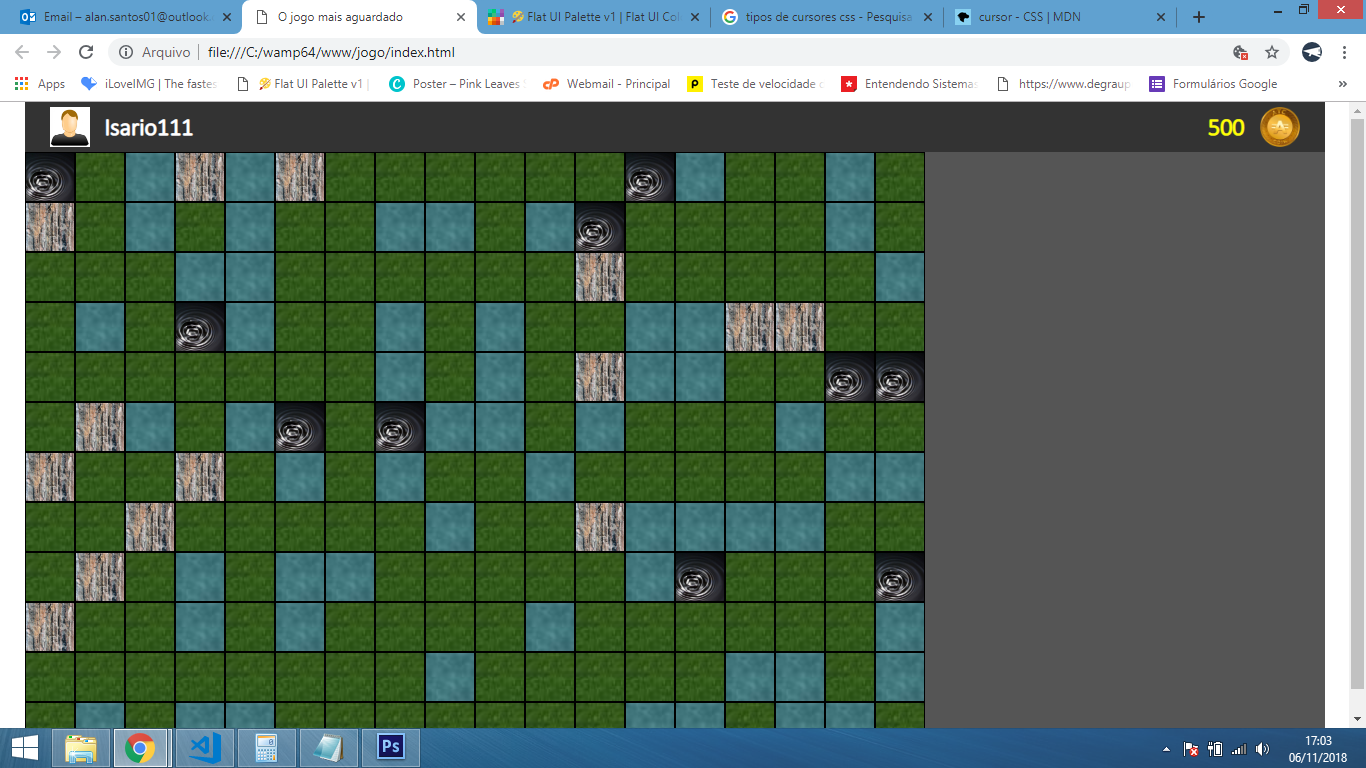 Email – alan.santos01@outlook.
O jogo mais aguardado
Flat UI Palette v1 | Flat UI Col
tipos de cursores css - Pesquisa
cursor - CSS | MDN
Arquivo
file:///C:/wamp64/www/jogo/index.html
Apps
iLoveIMG | The fastes
Flat UI Palette v1 |
Poster – Pink Leaves
Webmail - Principal
Teste de velocidade
Entendendo Sistemas
https://www.degraup
Formulários Google
Isario111
500
Ps
17:03
06/11/2018